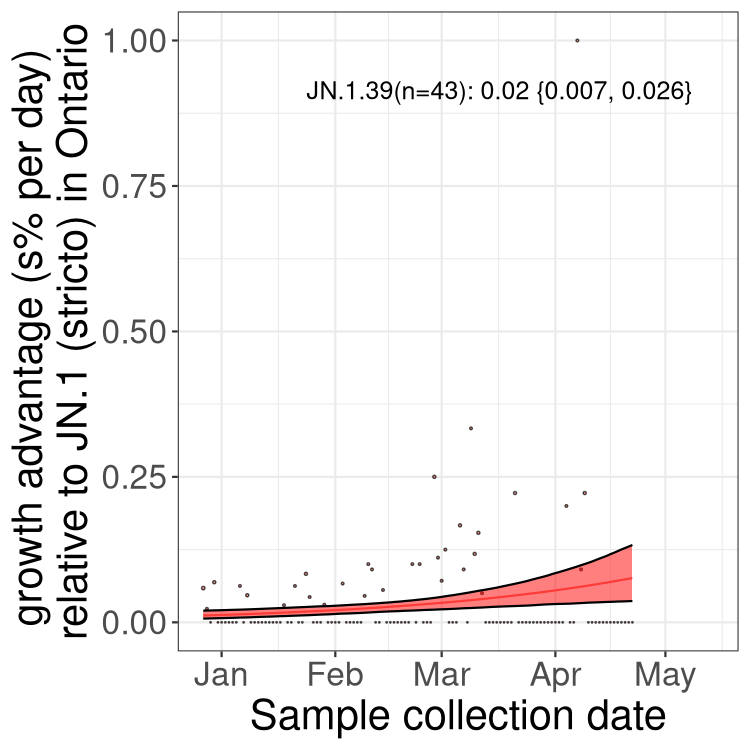 growth advantage (s% per day)
relative to JN.1 (stricto) in Ontario
1.00
0.75
0.50
0.25
0.00
JN.1.39(n=43): 0.02 {0.007, 0.026}
Jan Feb Mar Apr May
Sample collection date